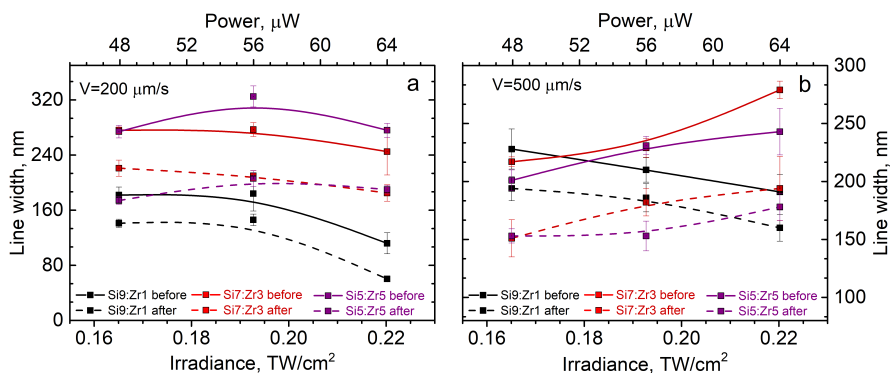 Power, μW
Power, μW
48 52 56 60 64
48 52 56 60 64
V=200 μm/s
a
V=500 μm/s
b
Line width, nm
320
240
160
80
0
300
250
200
150
100
Line width, nm
Si9:Zr1 before Si7:Zr3 before Si5:Zr5 before
Si9:Zr1 after Si7:Zr3 after Si5:Zr5 after
Si9:Zr1 before Si7:Zr3 before Si5:Zr5 before
Si9:Zr1 after Si7:Zr3 after Si5:Zr5 after
0.16 0.18 0.20 0.22
0.16 0.18 0.20 0.22
Irradiance, TW/cm²
Irradiance, TW/cm²